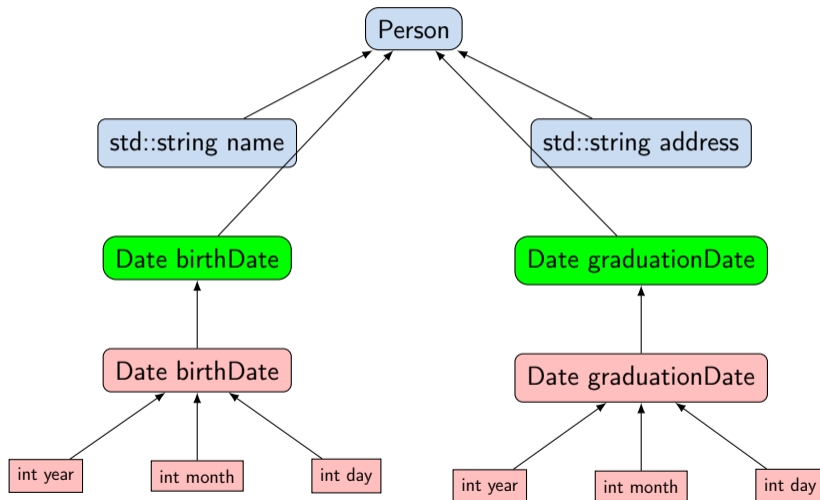 Person
std::string name
std::string address
Date birthDate
Date graduationDate
Date birthDate
Date graduationDate
int year
int month
int day
int year
int month
int day